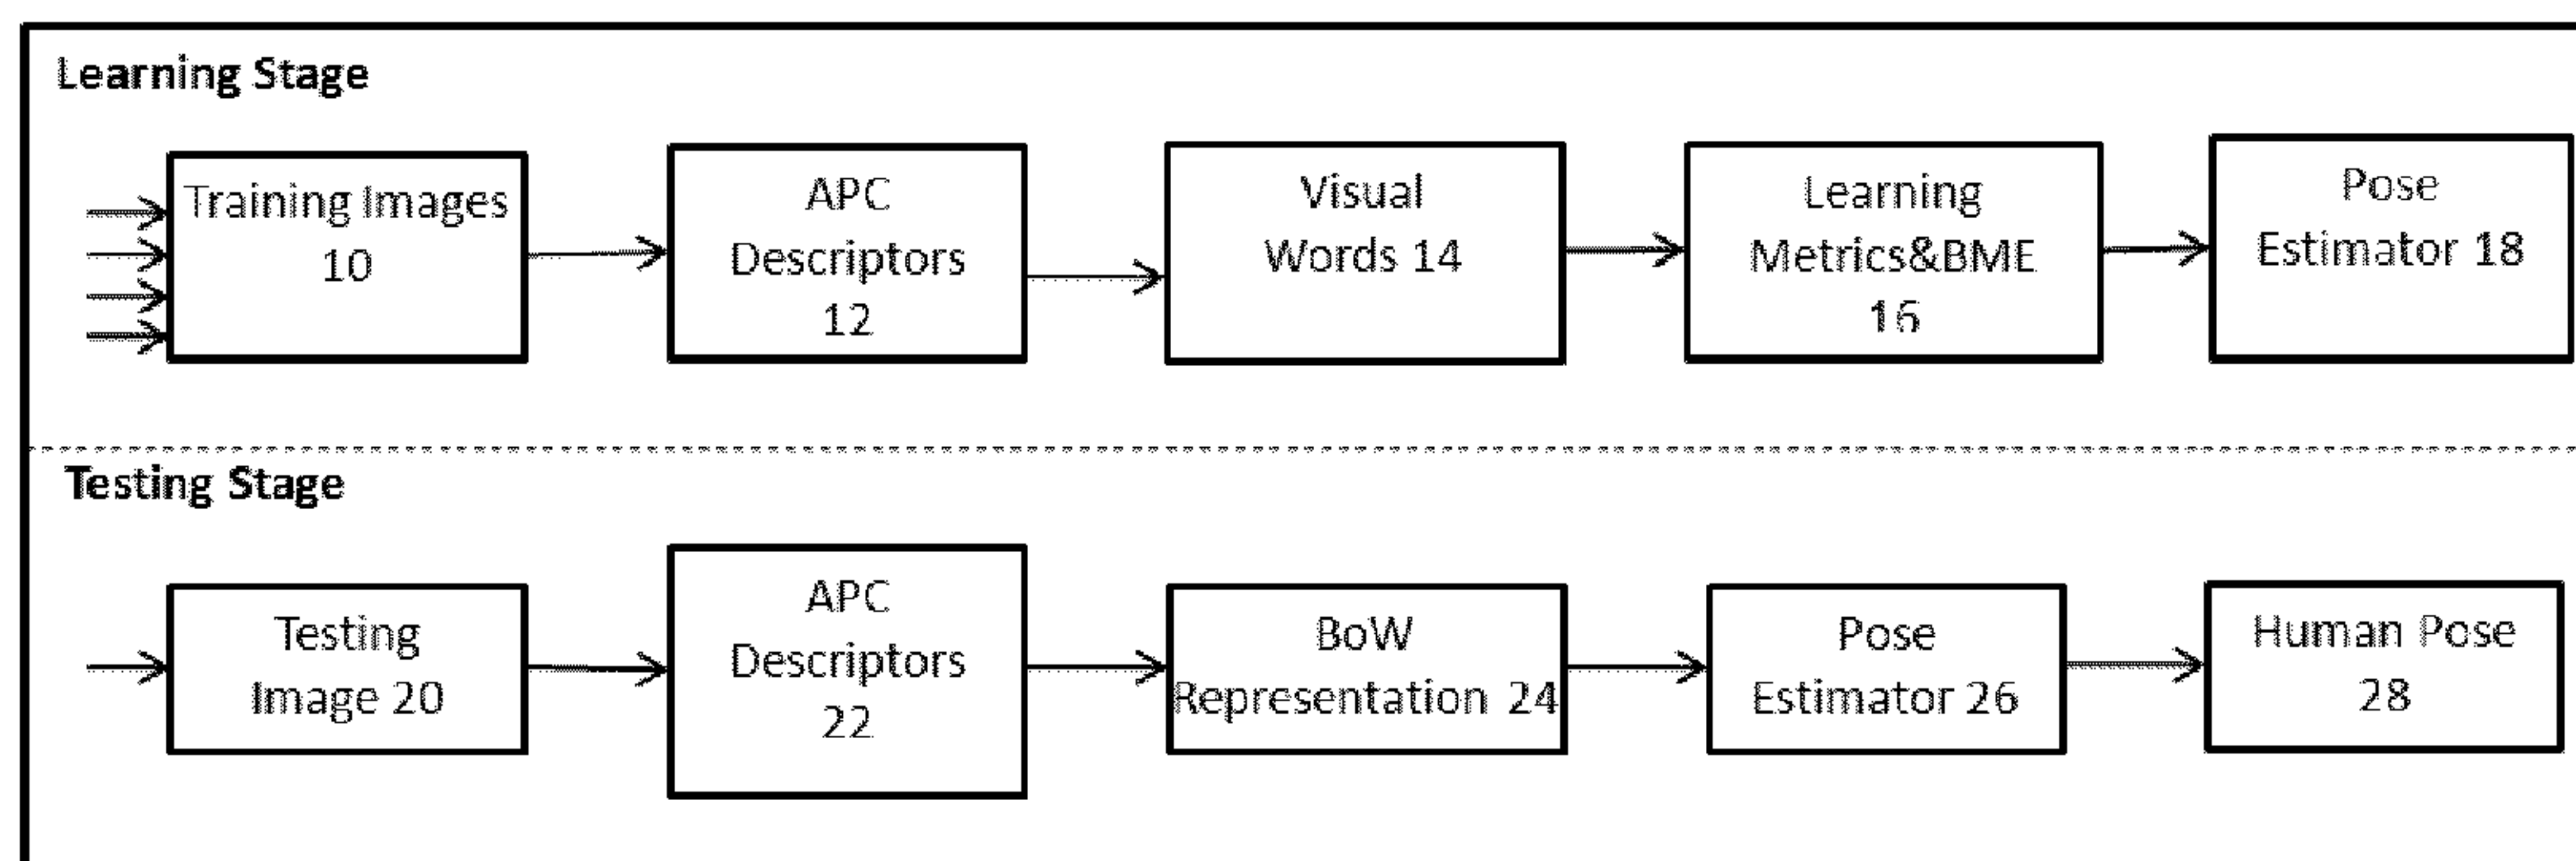 Learning Stage
Training Images
10
APC
Descriptors
12
Visual
Words 14
Learning
Metrics&BME
16
Pose
Estimator 18
Testing Stage
Testing
Image 20
APC
Descriptors
22
BoW
Representation 24
Pose
Estimator 26
Human Pose
28